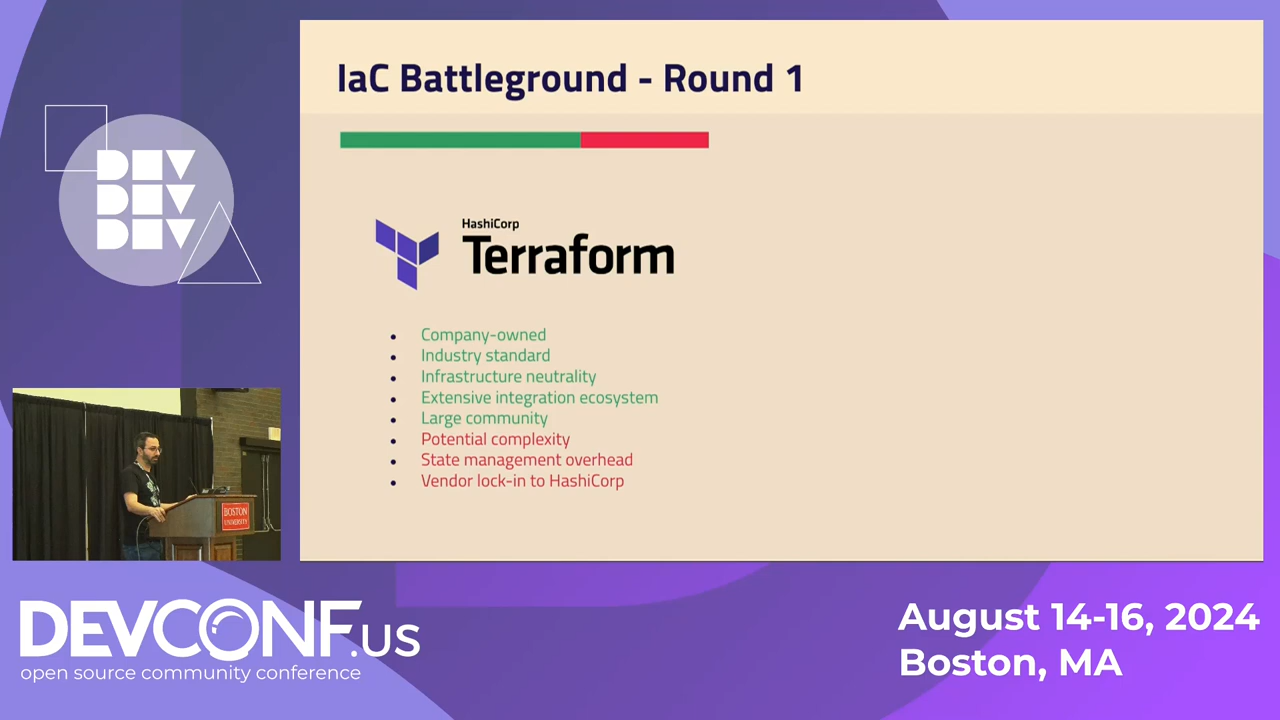 IaC Battleground - Round 1
DEV
DEV
DEV
HashiCorp
Terraform
• Company-owned
• Industry standard
• Infrastructure neutrality
• Extensive integration ecosystem
• Large community
• Potential complexity
• State management overhead
• Vendor lock-in to HashiCorp
BOSTON
UNIVERSITY
DEVCONF.us
open source community conference
August 14-16, 2024
Boston, MA